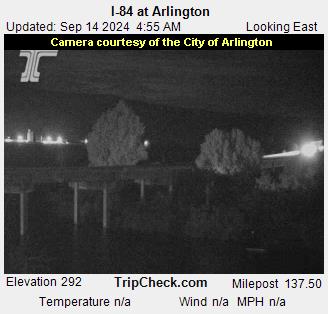 I-84 at Arlington
Updated: Sep 14 2024 4:55 AM Looking East
Camera courtesy of the City of Arlington
Elevation 292 TripCheck.com Milepost 137.50
Temperature n/a Wind n/a MPH n/a